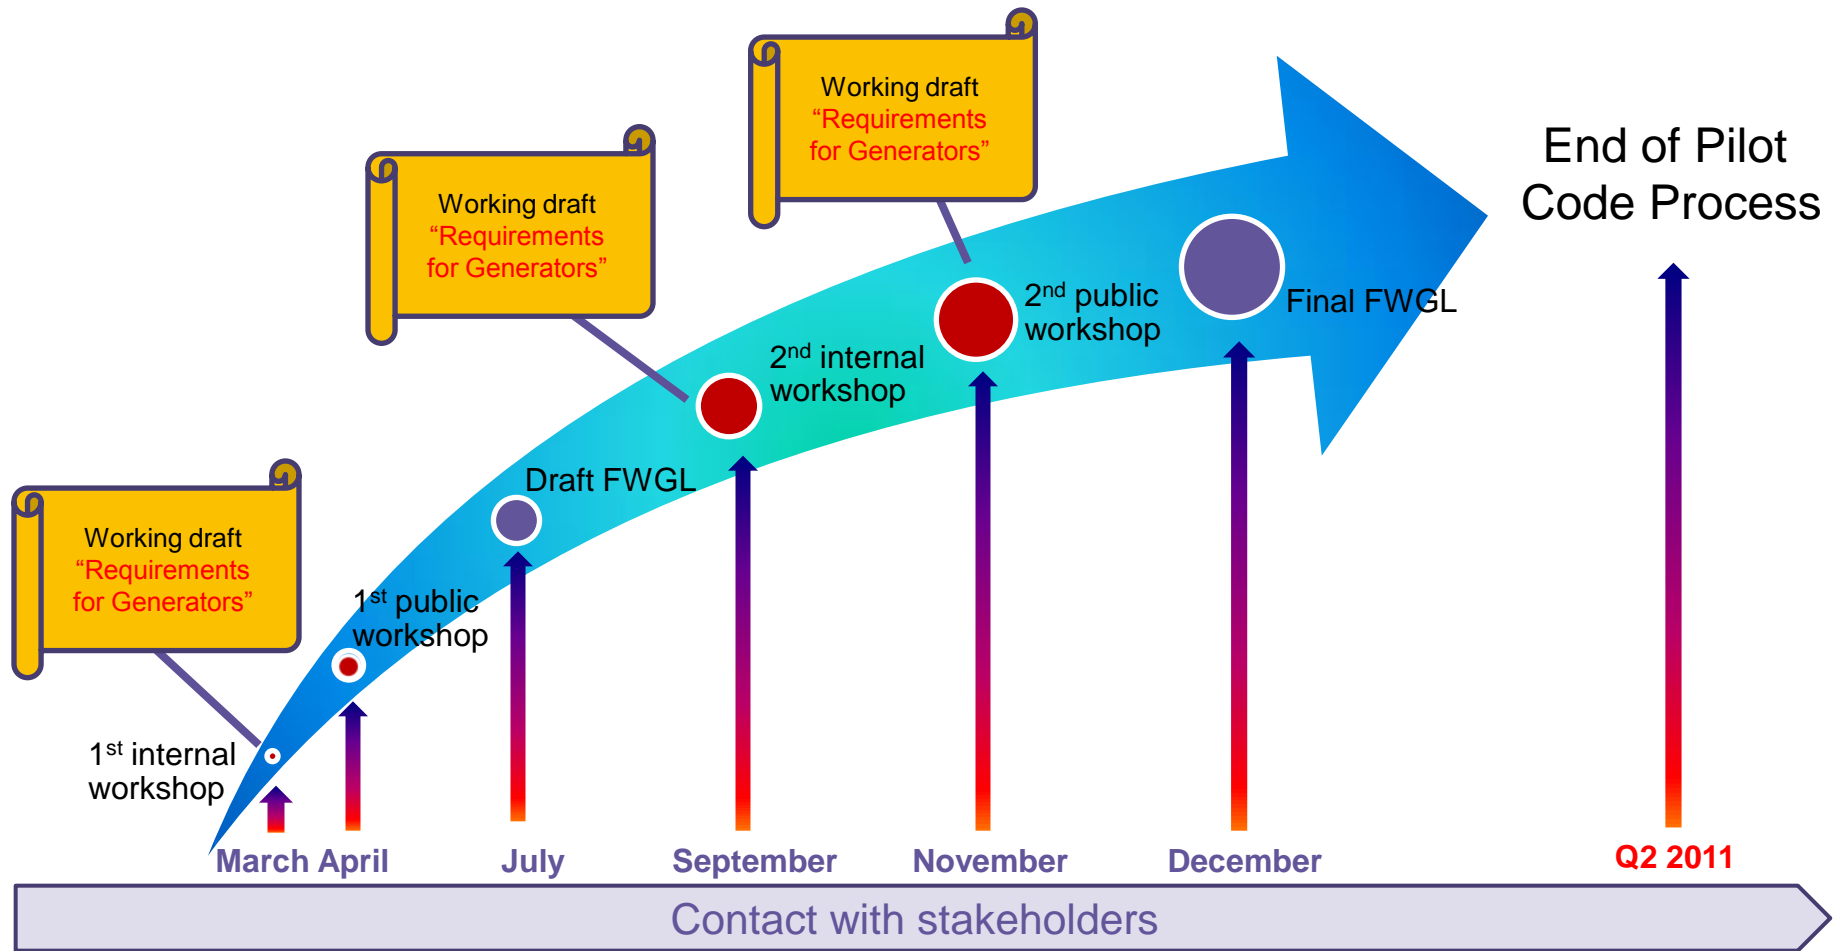 Working draft
“Requirements
for Generators”
End of Pilot
Code Process
Working draft
“Requirements
for Generators”
2nd public
workshop
Final FWGL
2nd internal
workshop
Draft FWGL
Working draft
“Requirements
for Generators”
1st public
workshop
1st internal
workshop
March April July September November December Q2 2011
Contact with stakeholders